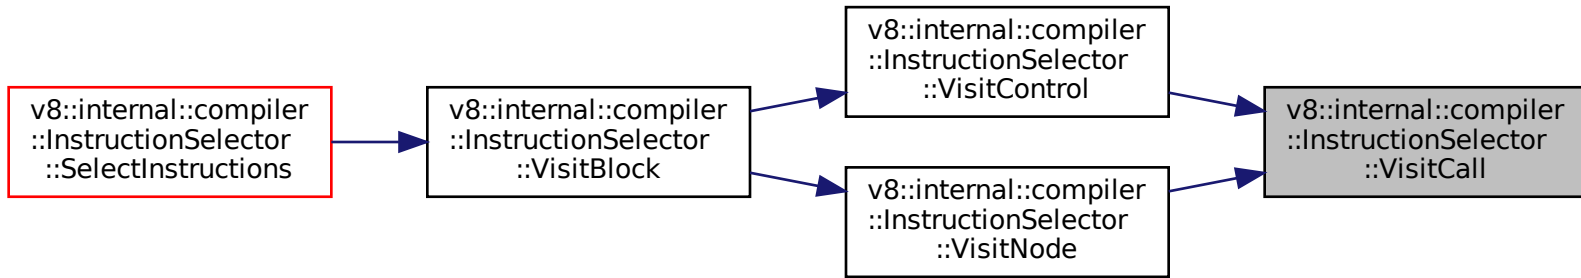 v8::internal::compiler
::InstructionSelector
::SelectInstructions
v8::internal::compiler
::InstructionSelector
::VisitBlock
v8::internal::compiler
::InstructionSelector
::VisitControl
v8::internal::compiler
::InstructionSelector
::VisitNode
v8::internal::compiler
::InstructionSelector
::VisitCall